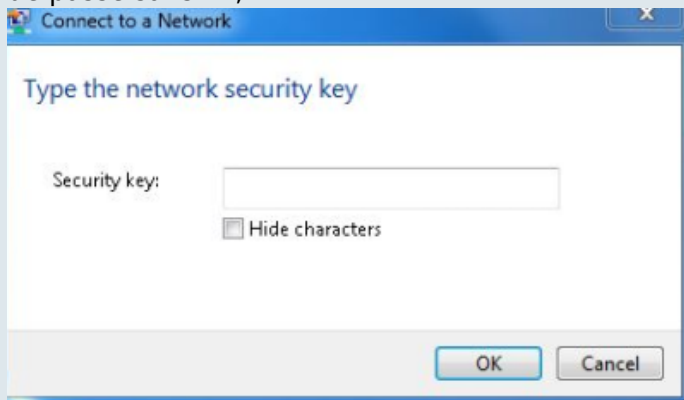 Connect to a Network
Type the network security key
Security key:
Hide characters
OK
Cancel